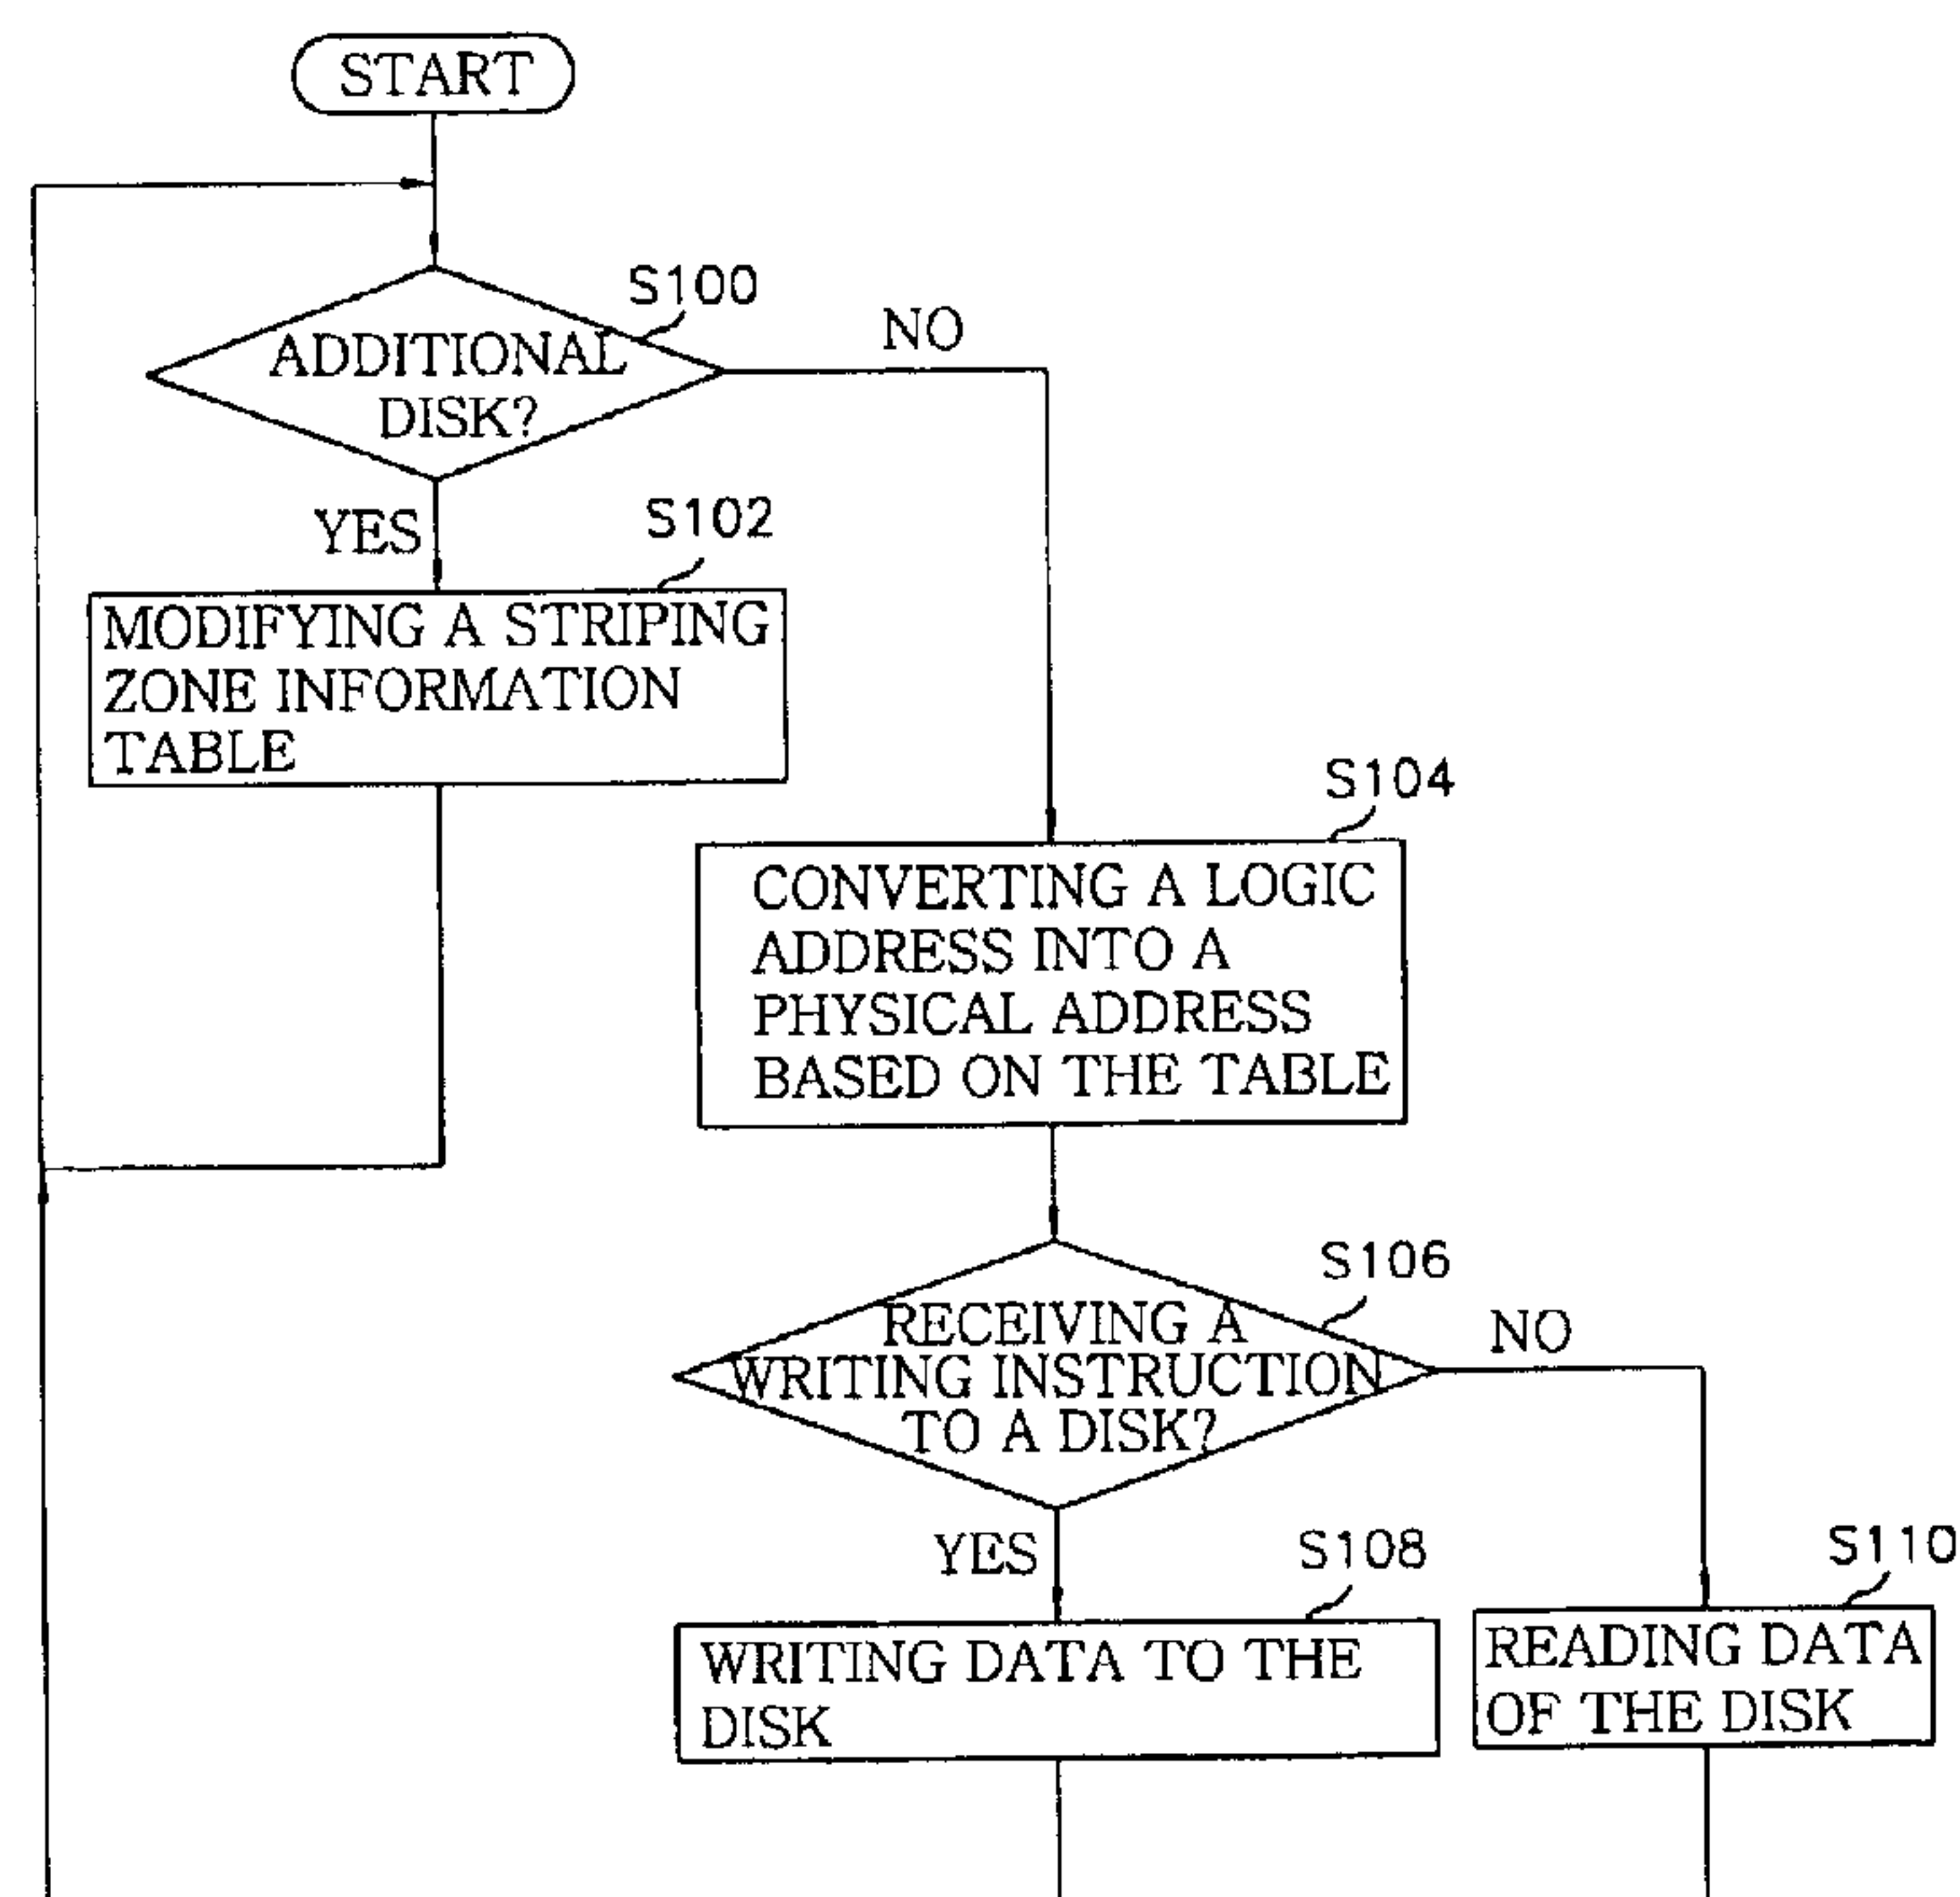 START
S100
NO
ADDITIONAL
DISK?
YES
S102
MODIFYING A STRIPING
ZONE INFORMATION
TABLE
S104
CONVERTING A LOGIC
ADDRESS INTO A
PHYSICAL ADDRESS
BASED ON THE TABLE
S106
NO
RECEIVING A
WRITING INSTRUCTION
TO A DISK?
YES
S108
S110
WRITING DATA TO THE
DISK
READING DATA
OF THE DISK